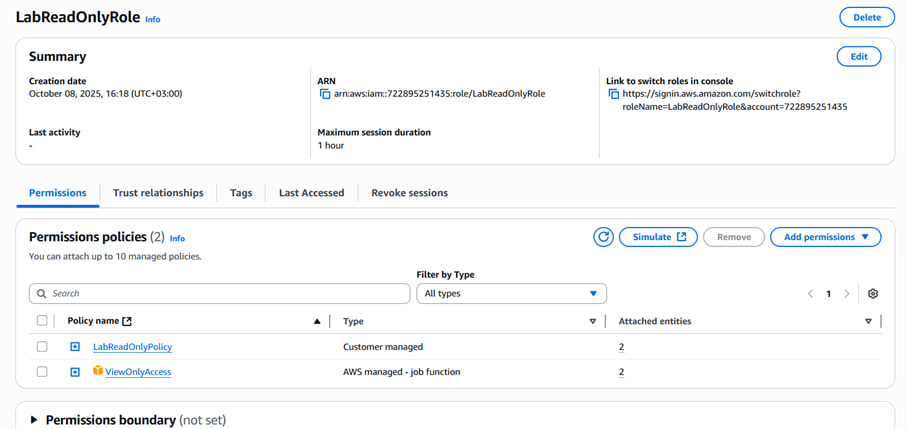 LabReadOnlyRole Info
Delete
Summary
Edit
Creation date
October 08, 2025, 16:18 (UTC+03:00)
ARN
arn:aws:iam::722895251435:role/LabReadOnlyRole
Link to switch roles in console
https://signin.aws.amazon.com/switchrole?
roleName=LabReadOnlyRole&account=722895251435
Last activity
-
Maximum session duration
1 hour
Permissions
Trust relationships
Tags
Last Accessed
Revoke sessions
Permissions policies (2) Info
Simulate
Remove
Add permissions
You can attach up to 10 managed policies.
Filter by Type
Search
All types
1
Policy name
Type
Attached entities
LabReadOnlyPolicy
Customer managed
2
ViewOnlyAccess
AWS managed - job function
2
Permissions boundary (not set)